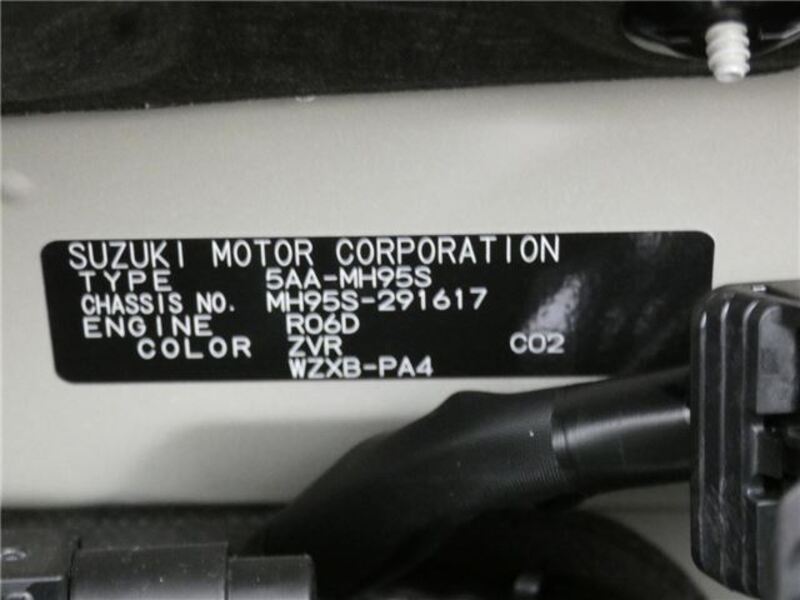 SUZUKI MOTOR CORPORATION
TYPE 5AA-MH95S
CHASSIS NO. MH95S-291617
ENGINE R06D
COLOR ZVR C02
WZXB-PA4